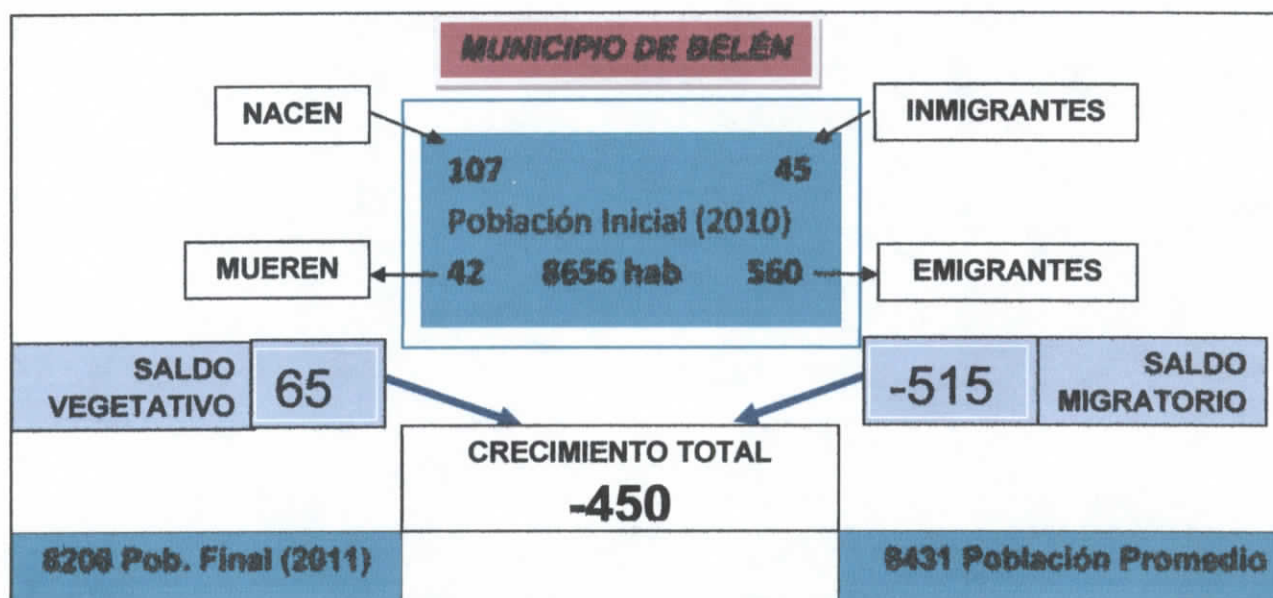 MUNICIPIO DE BELÉN
NACEN
INMIGRANTES
107 45
Población Inicial (2010)
MUEREN
42 8656 hab 560
EMIGRANTES
SALDO VEGETATIVO
65
-515
SALDO MIGRATORIO
CRECIMIENTO TOTAL
-450
8206 Pob. Final (2011)
8431 Población Promedio